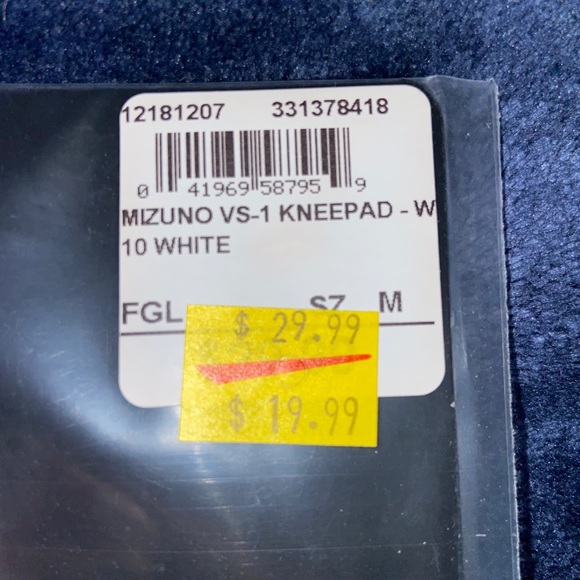 12181207 331378418
0 41969 58795 9
MIZUNO VS-1 KNEEPAD - W
10 WHITE
FGL SZ M
$ 29.99
$ 19.99